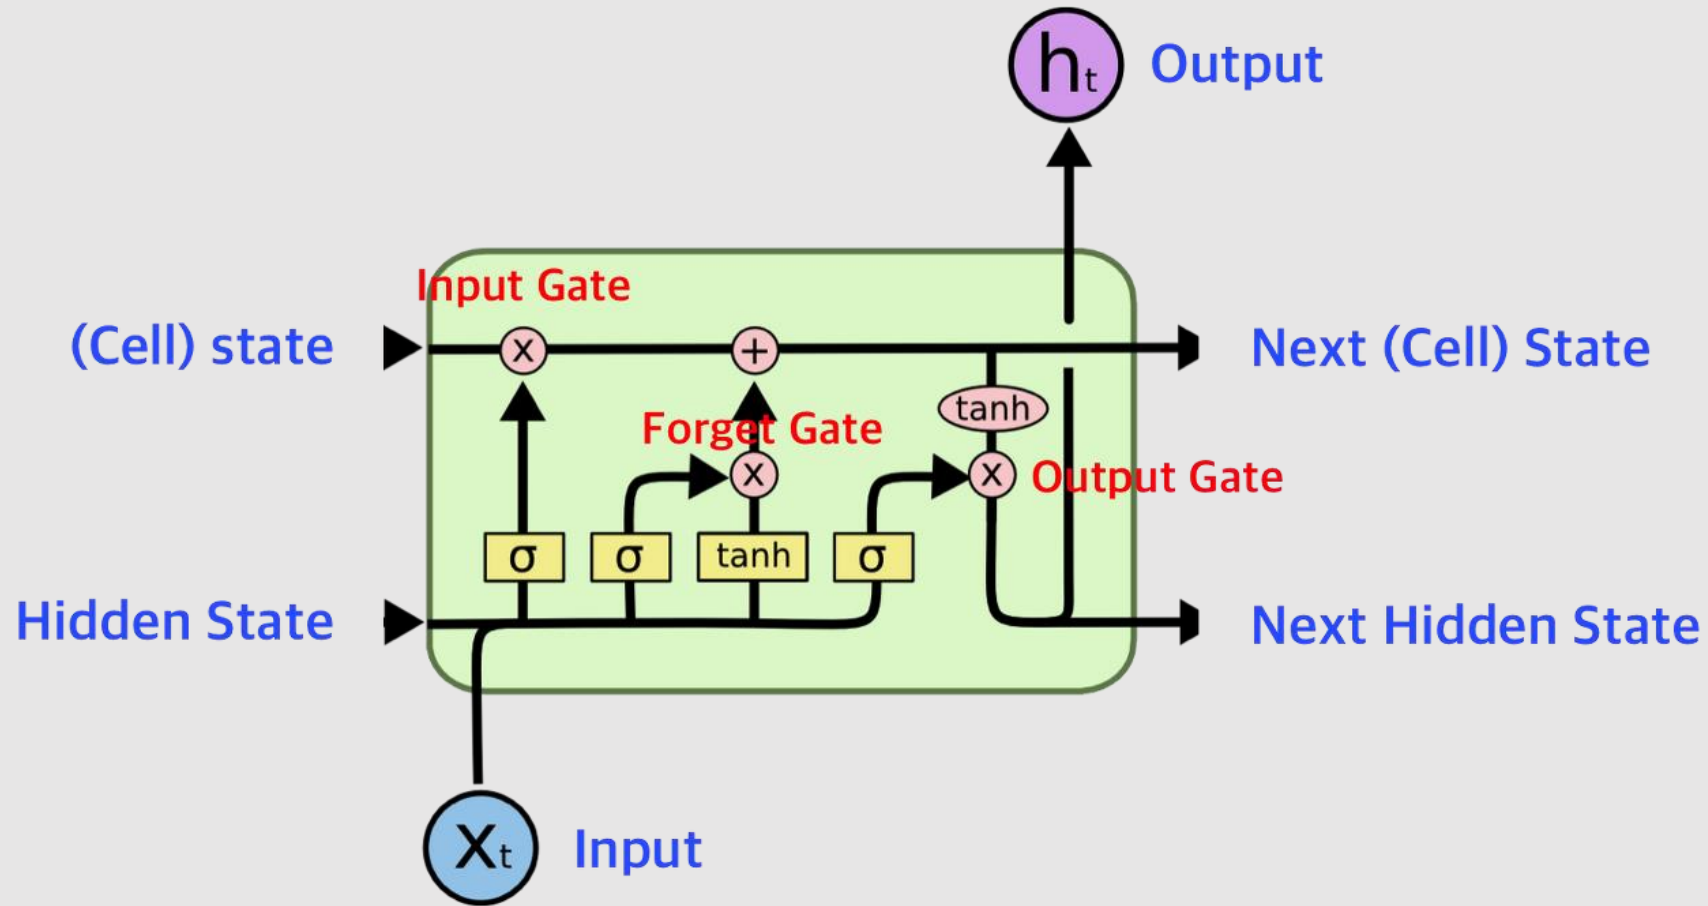 ht Output
Input Gate
(Cell) state x + Next (Cell) State
tanh
Forget Gate
x x Output Gate
σ σ tanh σ
Hidden State Next Hidden State
Xt Input